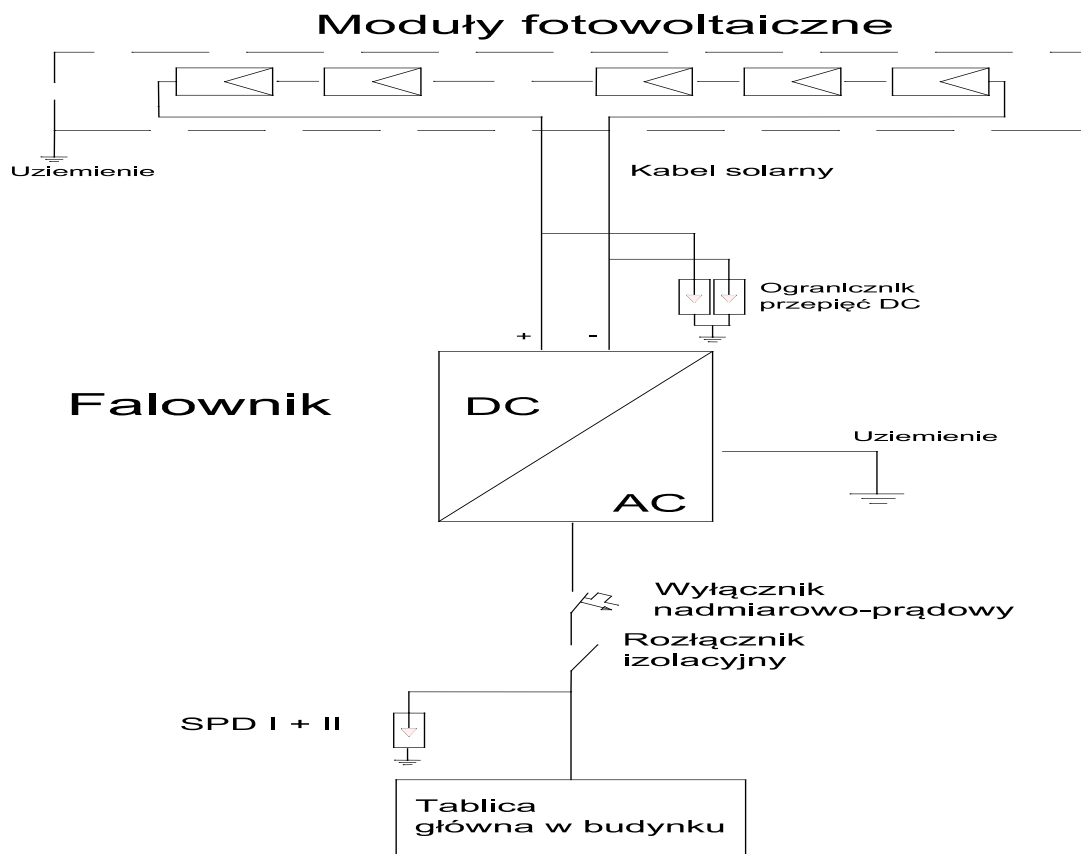 Moduły fotowoltaiczne
Uziemienie
Kabel solarny
Ogranicznik
przepięć DC
+ -
Falownik
DC
AC
Uziemienie
Wyłącznik
nadmiarowo-prądowy
Rozłącznik
izolacyjny
SPD I + II
Tablica
główna w budynku